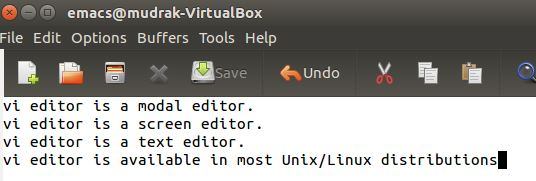 emacs@mudrak-VirtualBox
File Edit Options Buffers Tools Help
Save Undo
vi editor is a modal editor.
vi editor is a screen editor.
vi editor is a text editor.
vi editor is available in most Unix/Linux distributions